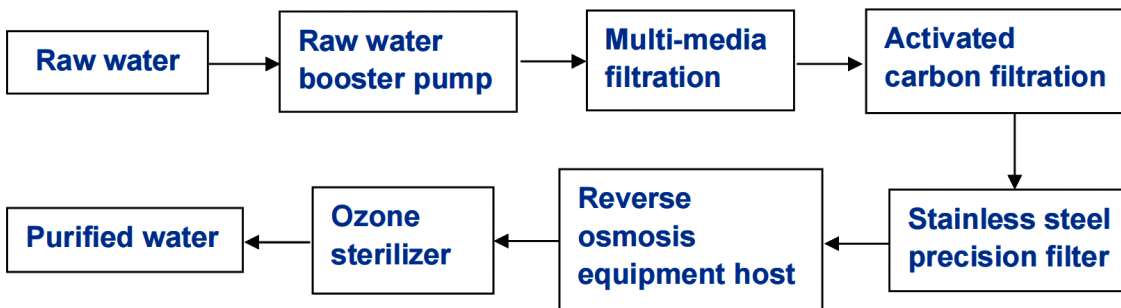 Raw water
Raw water
booster pump
Multi-media
filtration
Activated
carbon filtration
Stainless steel
precision filter
Reverse
osmosis
equipment host
Ozone
sterilizer
Purified water